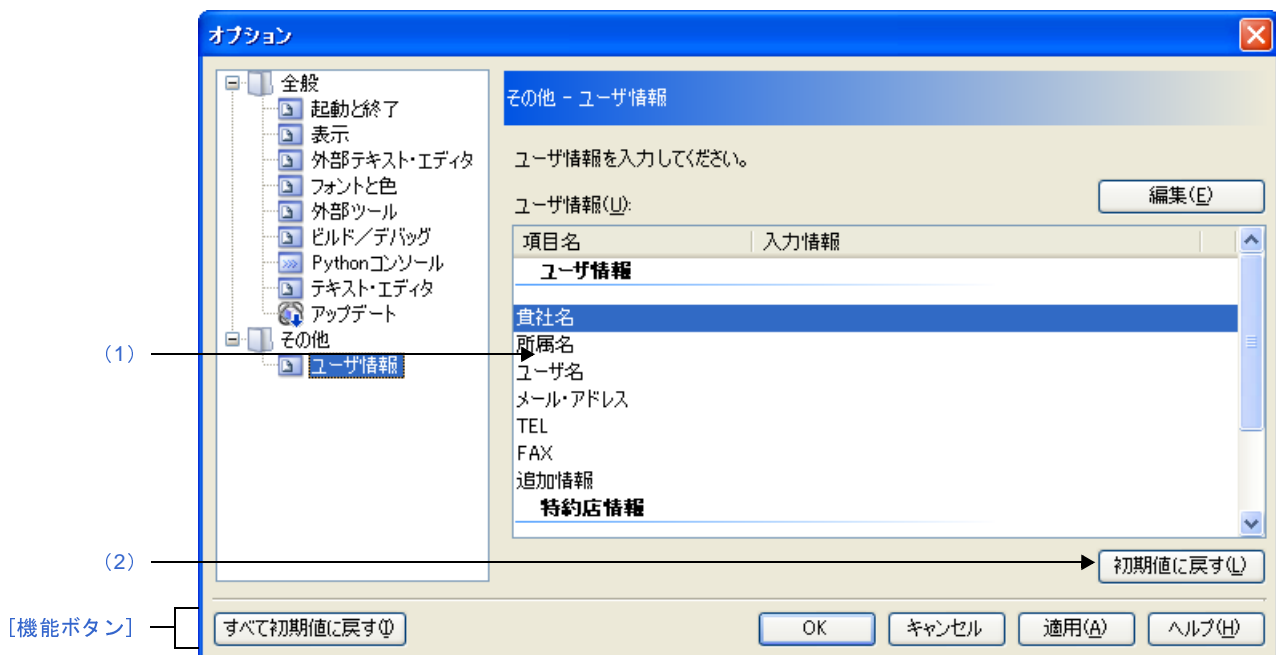 オプション
全般
起動と終了
表示
外部テキスト・エディタ
フォントと色
外部ツール
ビルド／デバッグ
Pythonコンソール
テキスト・エディタ
アップデート
その他
ユーザ情報
その他 - ユーザ情報
ユーザ情報を入力してください。
ユーザ情報(U):
編集(E)
項目名 入力情報
ユーザ情報
貴社名
所属名
ユーザ名
メール・アドレス
TEL
FAX
追加情報
特約店情報
初期値に戻す(L)
（1）
（2）
［機能ボタン］
すべて初期値に戻す(I)
OK
キャンセル
適用(A)
ヘルプ(H)